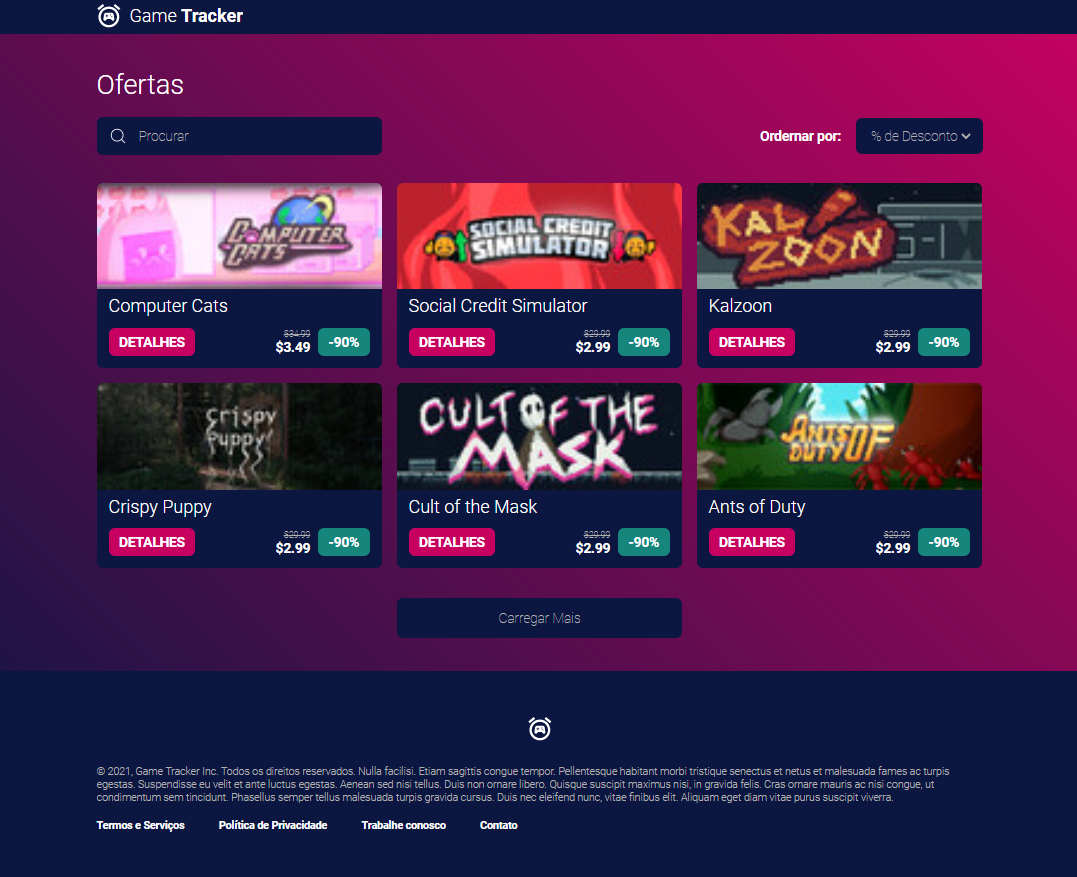 Game Tracker
Ofertas
Procurar
Ordernar por:
% de Desconto
COMPUTER
CATS
SOCIAL CREDIT
SIMULATOR
KAL
ZOON
Computer Cats
Social Credit Simulator
Kalzoon
DETALHES
$34.99
$3.49
-90%
DETALHES
$29.99
$2.99
-90%
DETALHES
$29.99
$2.99
-90%
Crispy
Puppy
CULT OF THE
MASK
ANTS OF
DUTY
Crispy Puppy
Cult of the Mask
Ants of Duty
DETALHES
$29.99
$2.99
-90%
DETALHES
$29.99
$2.99
-90%
DETALHES
$29.99
$2.99
-90%
Carregar Mais
© 2021, Game Tracker Inc. Todos os direitos reservados. Nulla facilisi. Etiam sagittis congue tempor. Pellentesque habitant morbi tristique senectus et netus et malesuada fames ac turpis
egestas. Suspendisse eu velit et ante luctus egestas. Aenean sed nisi tellus. Duis non ornare libero. Quisque suscipit maximus nisi, in gravida felis. Cras ornare mauris ac nisi congue, ut
condimentum sem tincidunt. Phasellus semper tellus malesuada turpis gravida cursus. Duis nec eleifend nunc, vitae finibus elit. Aliquam eget diam vitae purus suscipit viverra.
Termos e Serviços
Política de Privacidade
Trabalhe conosco
Contato